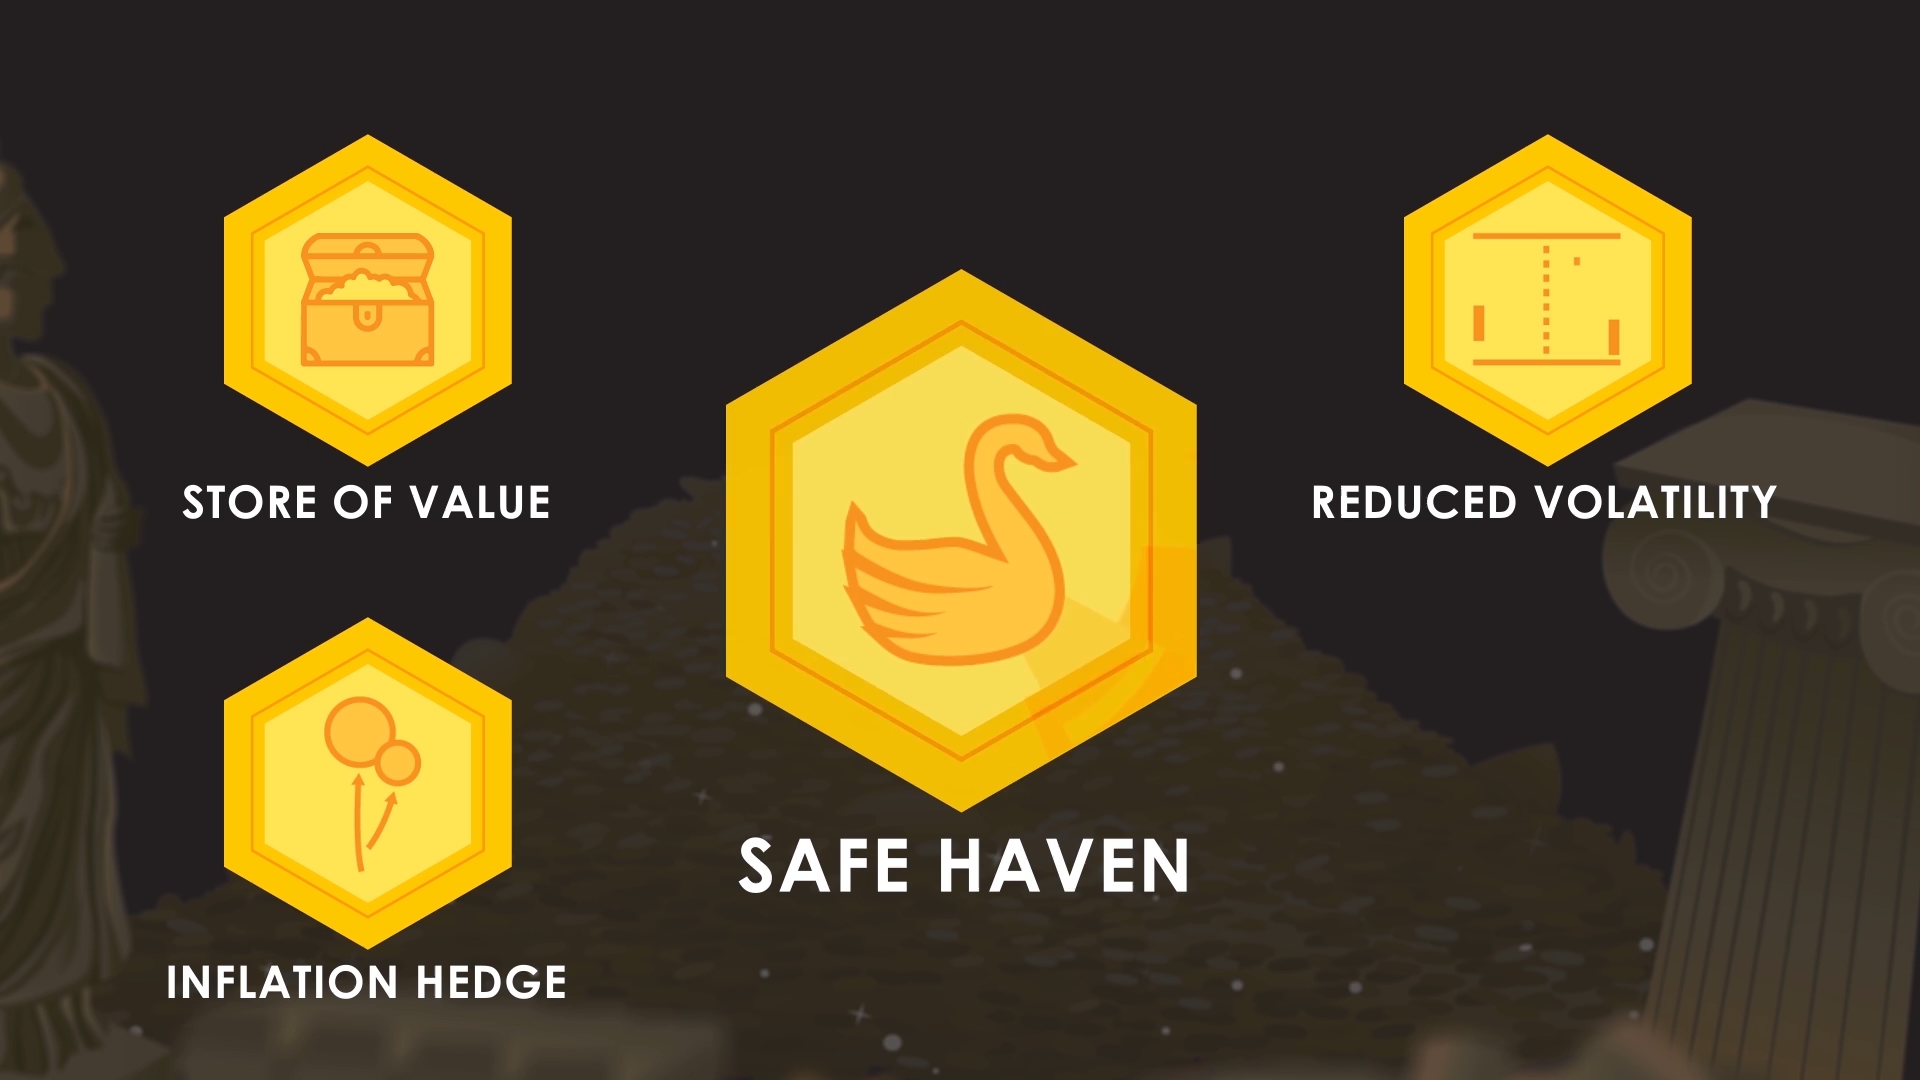 STORE OF VALUE
REDUCED VOLATILITY
SAFE HAVEN
INFLATION HEDGE